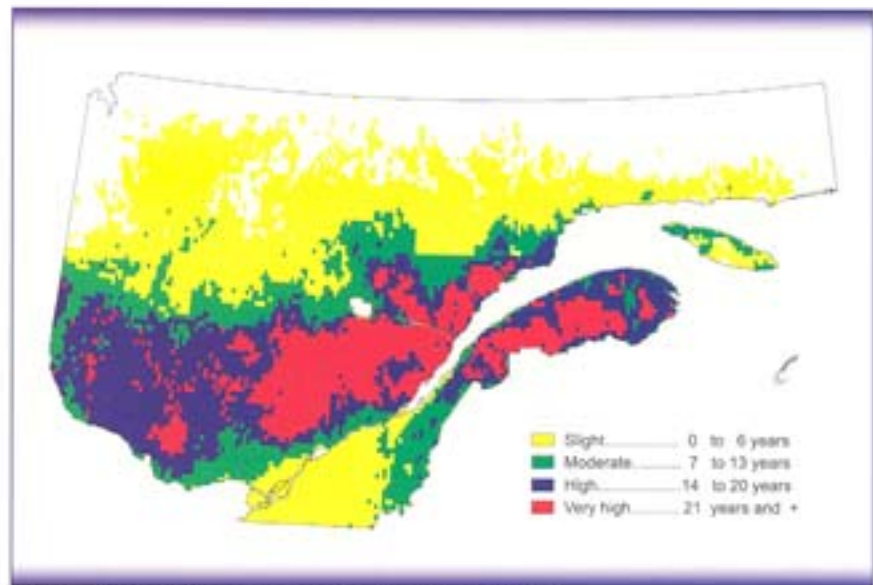 Slight.................. 0 to 6 years
Moderate............ 7 to 13 years
High.................... 14 to 20 years
Very high............ 21 years and +